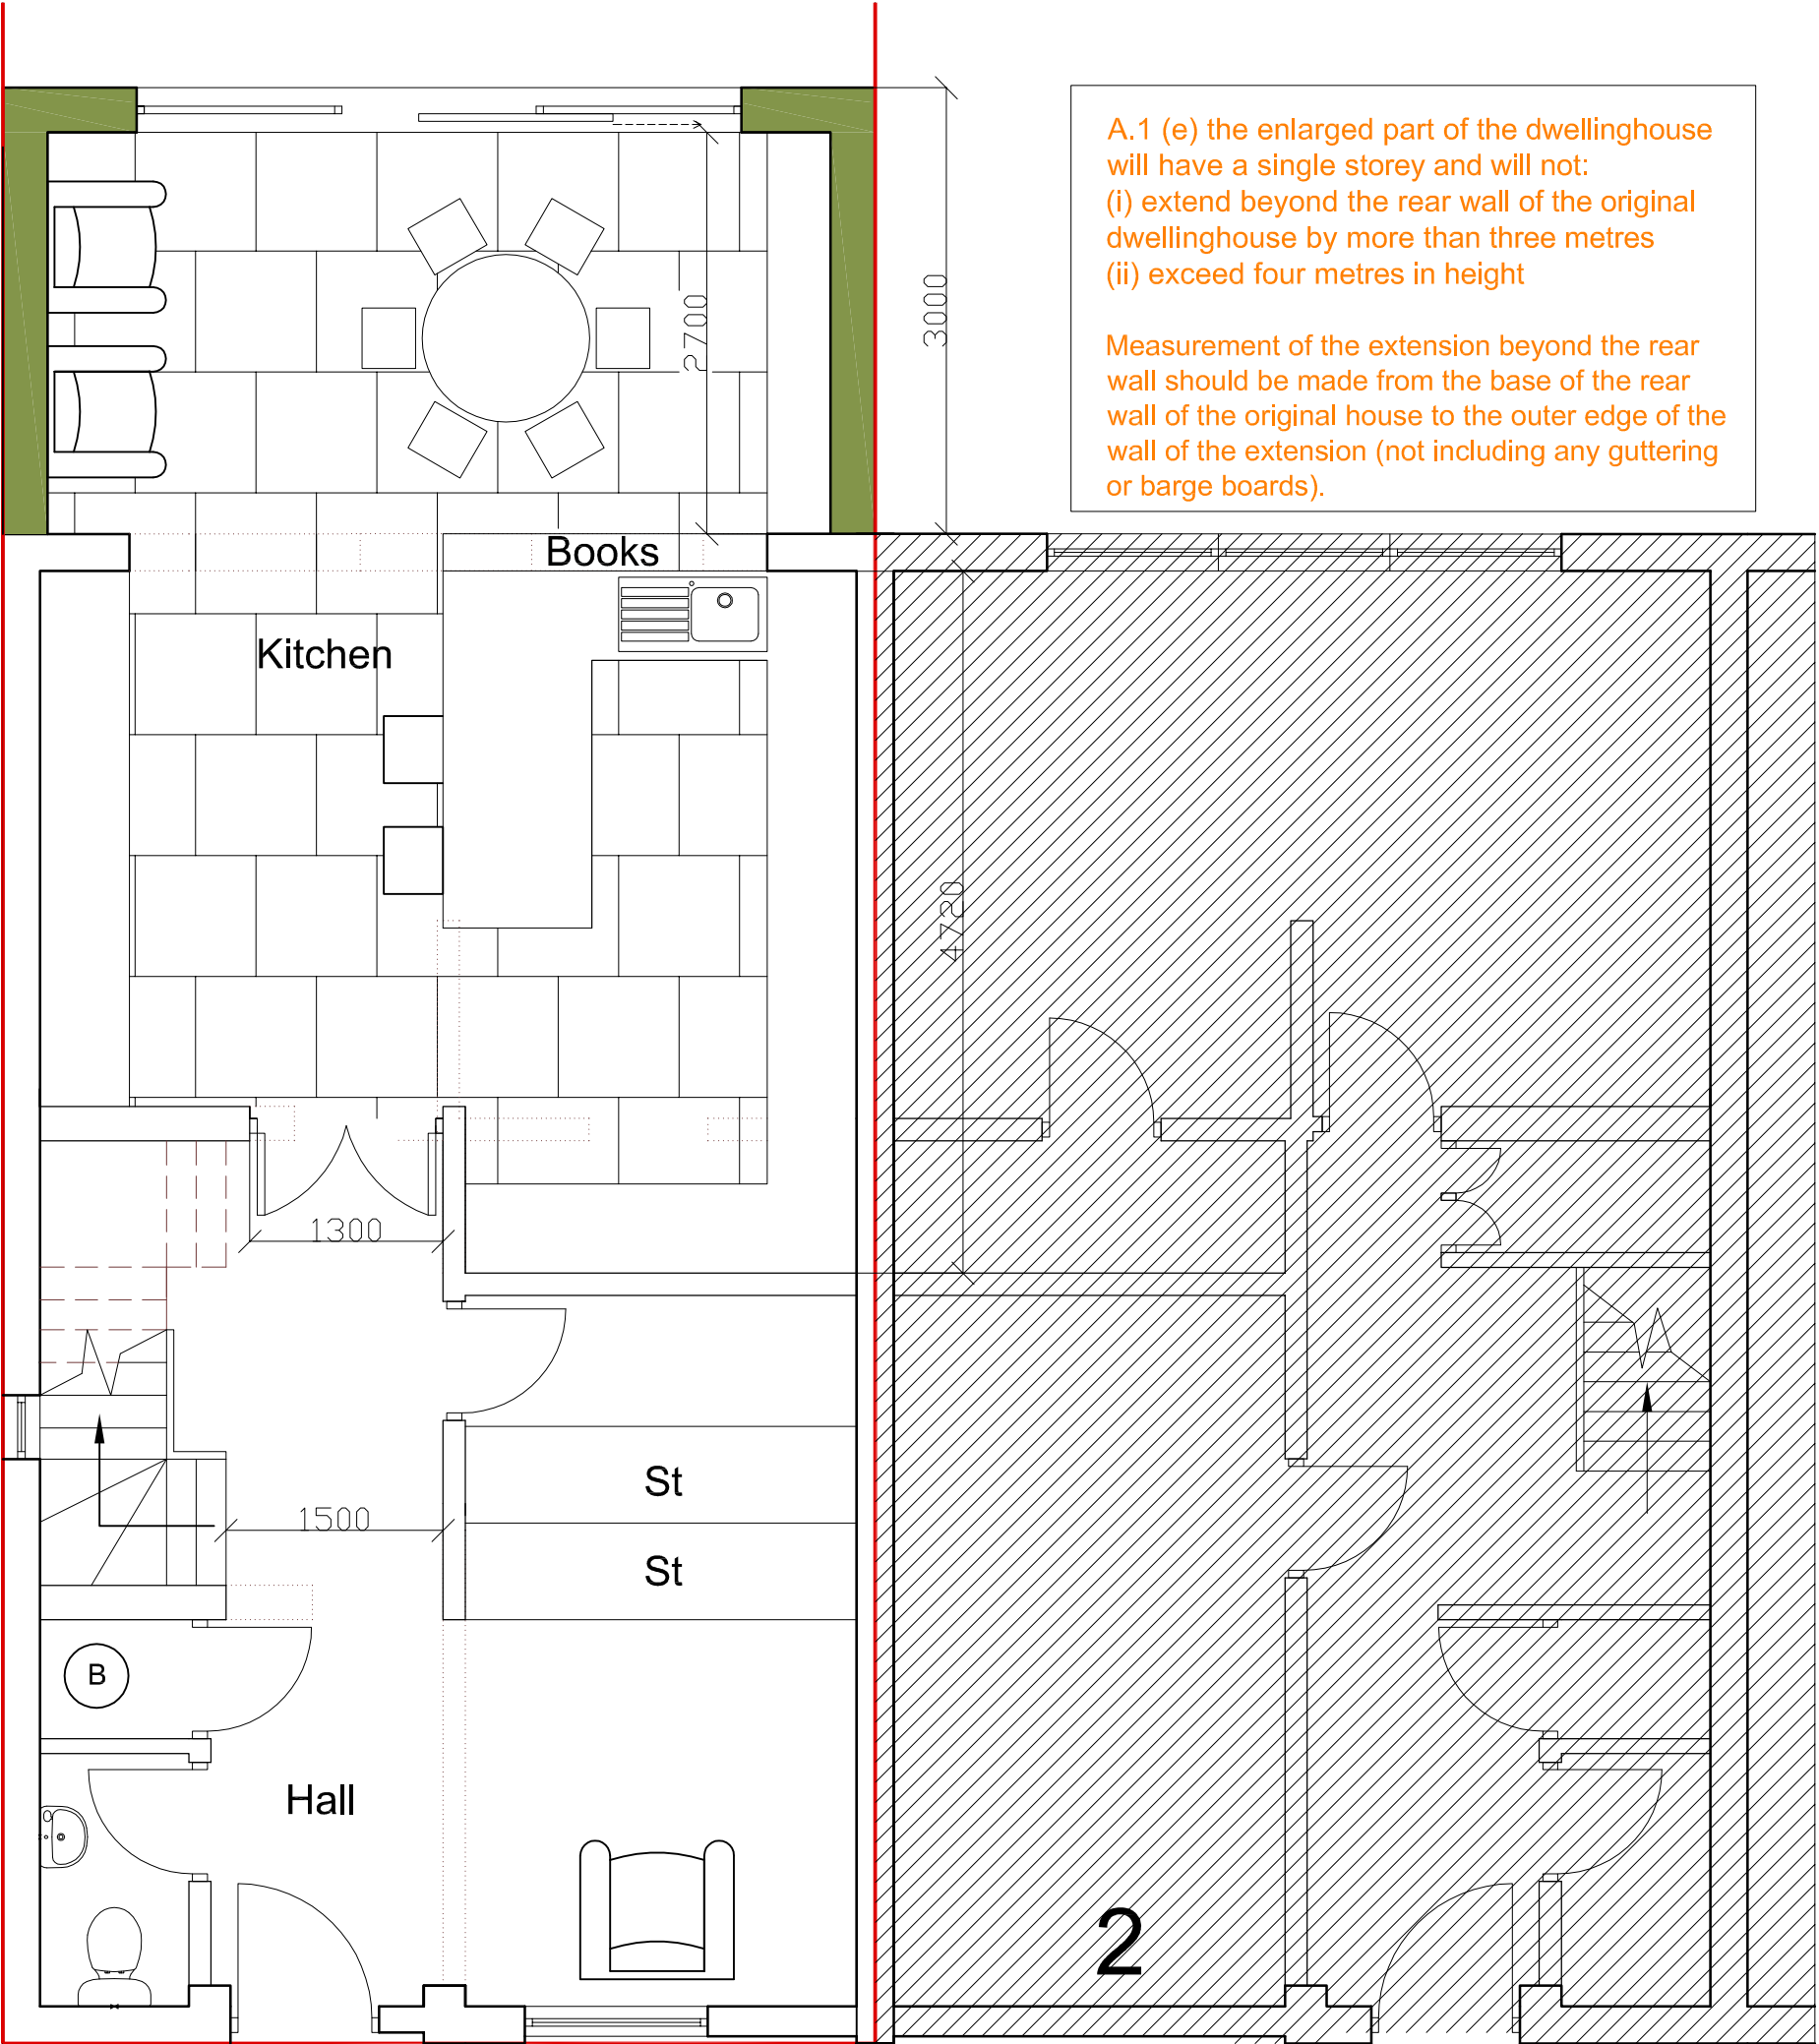 A.1 (e) the enlarged part of the dwellinghouse
will have a single storey and will not:
(i) extend beyond the rear wall of the original
dwellinghouse by more than three metres
(ii) exceed four metres in height
Measurement of the extension beyond the rear
wall should be made from the base of the rear
wall of the original house to the outer edge of the
wall of the extension (not including any guttering
or barge boards).
2700
3000
Books
Kitchen
4720
1300
St
1500
St
B
Hall
2